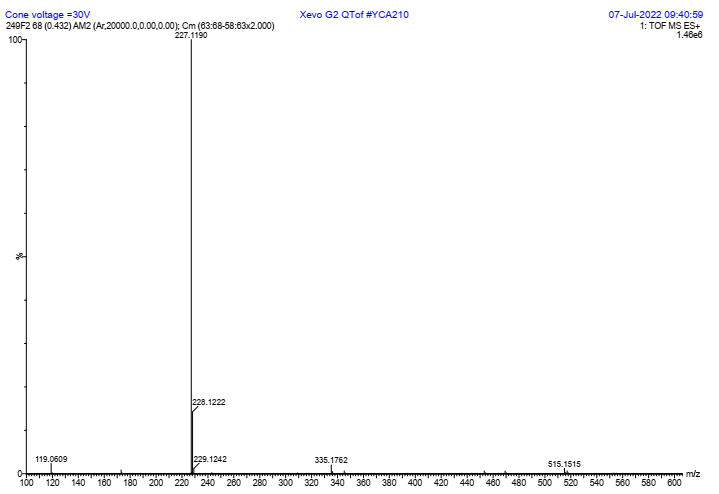 Cone voltage =30V Xevo G2 QTof #YCA210 07-Jul-2022 09:40:59
249F2 68 (0.432) AM2 (Ar,20000.0,0.00,0.00); Cm (63:68-58:63x2.000) 1: TOF MS ES+
1.46e6
100
227.1190
%
228.1222
119.0609
229.1242
335.1762
515.1515
0
m/z
100 120 140 160 180 200 220 240 260 280 300 320 340 360 380 400 420 440 460 480 500 520 540 560 580 600